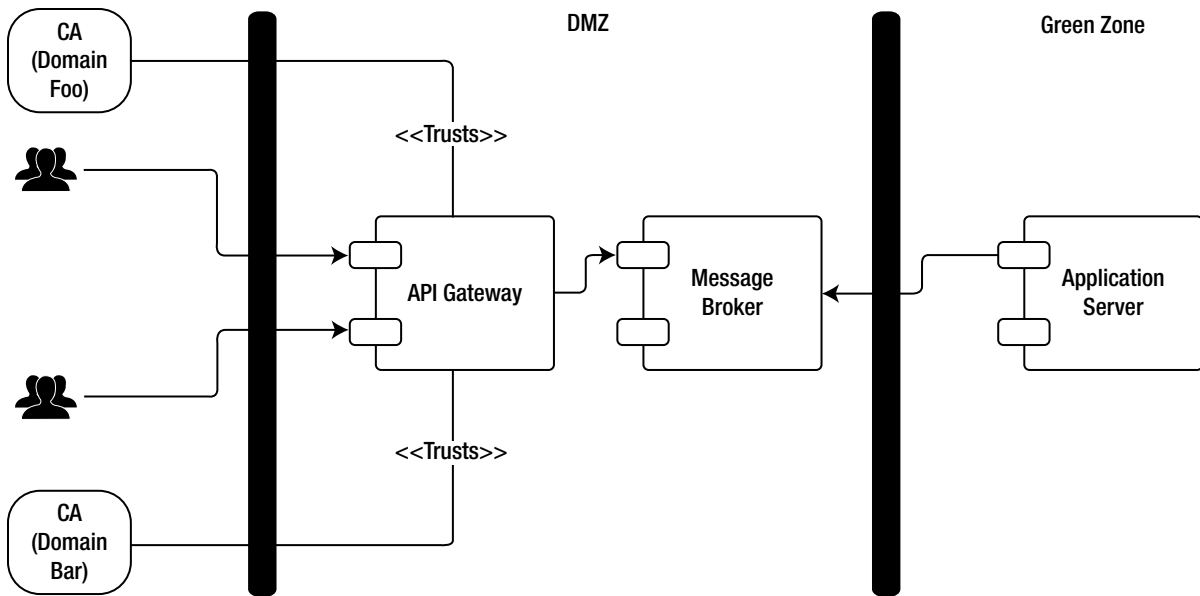 CA
(Domain
Foo)
DMZ
Green Zone
<<Trusts>>
API Gateway
Message
Broker
Application
Server
<<Trusts>>
CA
(Domain
Bar)